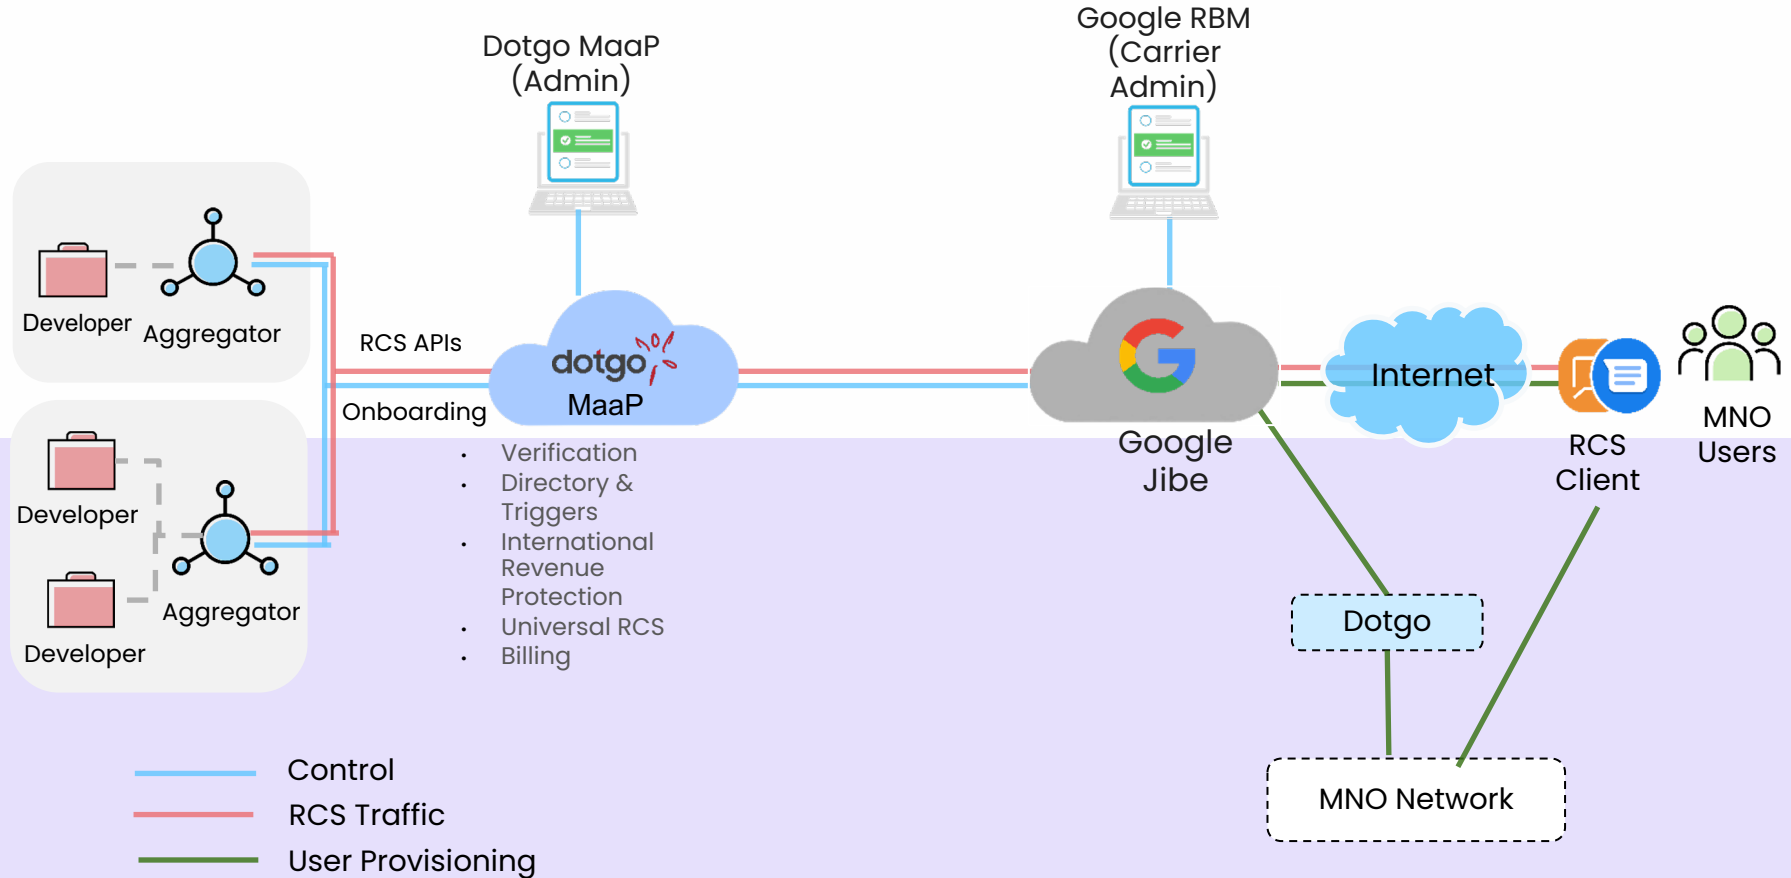 Dotgo MaaP
(Admin)
Google RBM
(Carrier
Admin)
Developer
Aggregator
RCS APIs
Onboarding
dotgo
MaaP
Google
Jibe
Internet
RCS
Client
MNO
Users
Developer
Developer
Aggregator
• Verification
• Directory &
Triggers
• International
Revenue
Protection
• Universal RCS
• Billing
Dotgo
MNO Network
Control
RCS Traffic
User Provisioning